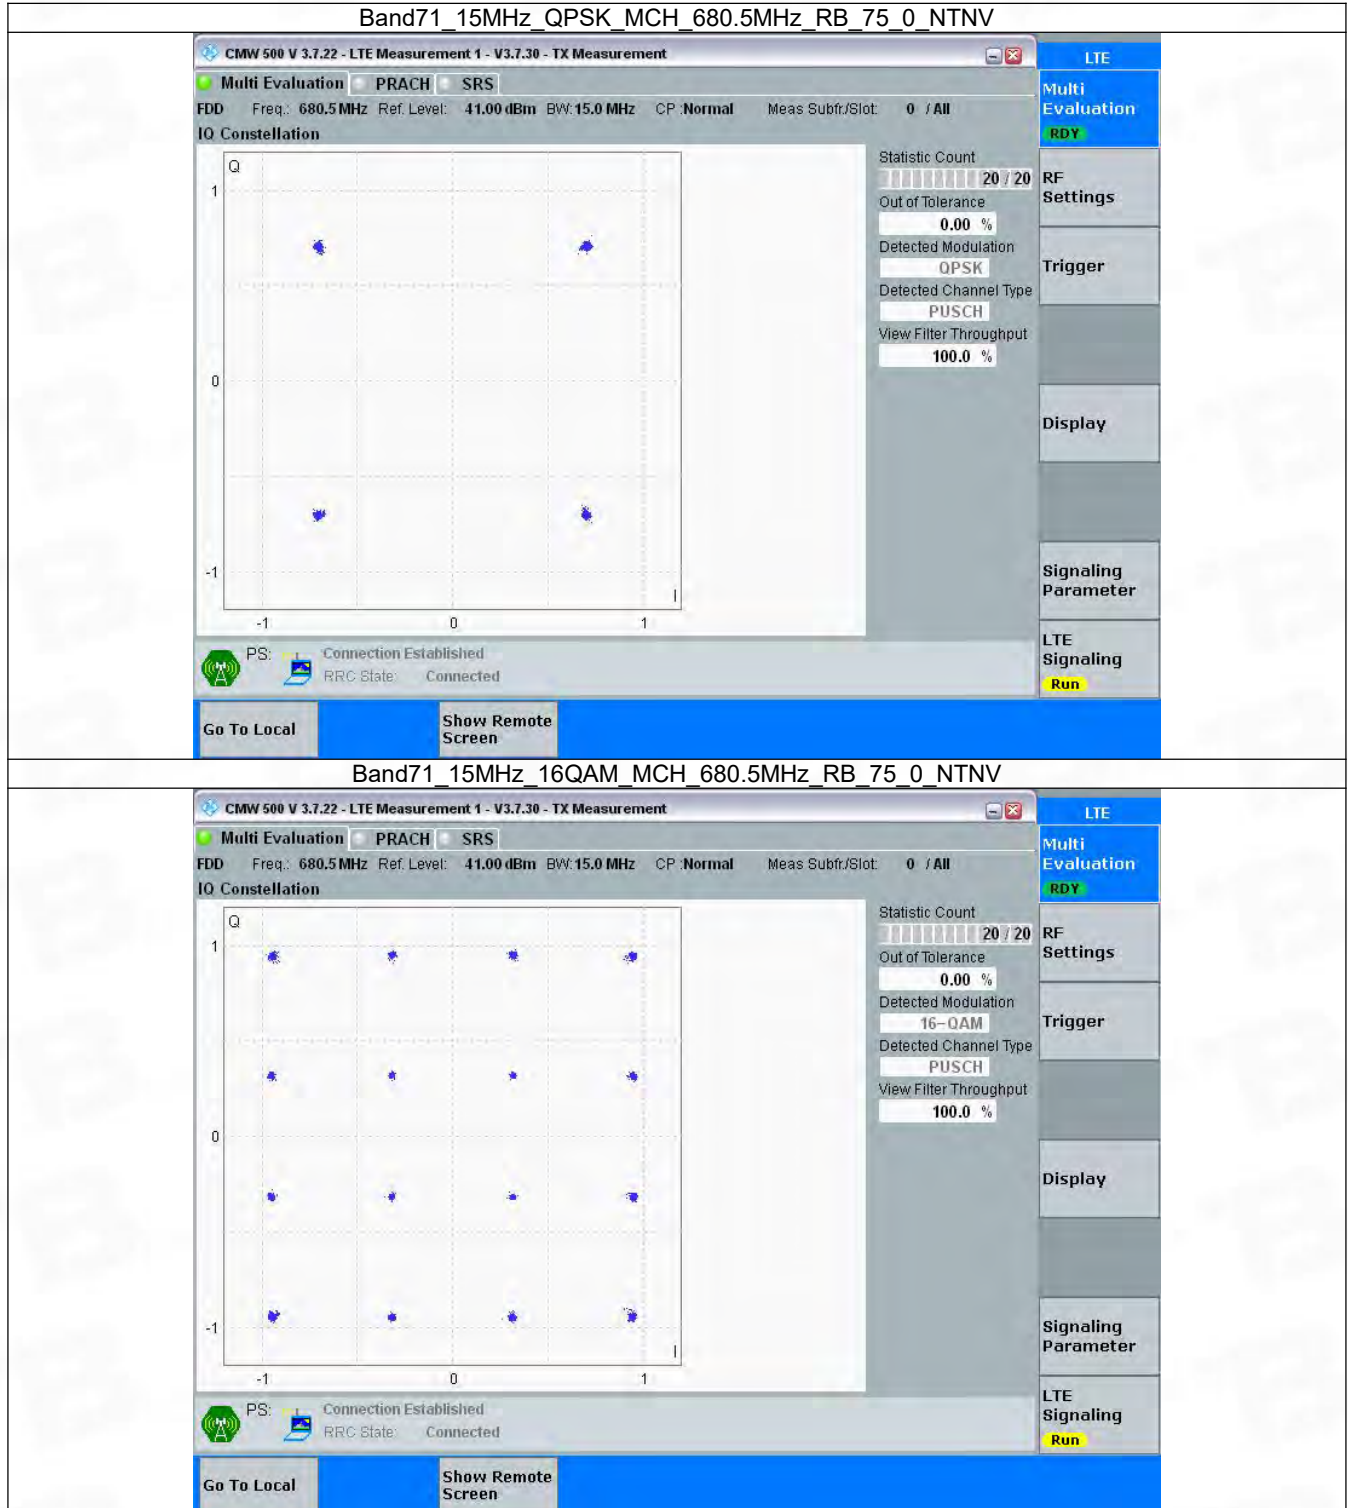 Band71_15MHz_QPSK_MCH_680.5MHz_RB_75_0_NTNV
CMW 500 V 3.7.22 - LTE Measurement 1 - V3.7.30 - TX Measurement
LTE
Multi Evaluation PRACH SRS
Multi
Evaluation
RDY
FDD Freq.: 680.5 MHz Ref. Level: 41.00 dBm BW: 15.0 MHz CP :Normal Meas Subfr./Slot: 0 / All
IQ Constellation
Q
1
0
-1
I
-1 0 1
Statistic Count
20 / 20
Out of Tolerance
0.00 %
Detected Modulation
QPSK
Detected Channel Type
PUSCH
View Filter Throughput
100.0 %
RF
Settings
Trigger
Display
Signaling
Parameter
LTE
Signaling
Run
PS: Connection Established
RRC State: Connected
Go To Local
Show Remote
Screen
Band71_15MHz_16QAM_MCH_680.5MHz_RB_75_0_NTNV
CMW 500 V 3.7.22 - LTE Measurement 1 - V3.7.30 - TX Measurement
LTE
Multi Evaluation PRACH SRS
Multi
Evaluation
RDY
FDD Freq.: 680.5 MHz Ref. Level: 41.00 dBm BW: 15.0 MHz CP :Normal Meas Subfr./Slot: 0 / All
IQ Constellation
Q
1
0
-1
I
-1 0 1
Statistic Count
20 / 20
Out of Tolerance
0.00 %
Detected Modulation
16-QAM
Detected Channel Type
PUSCH
View Filter Throughput
100.0 %
RF
Settings
Trigger
Display
Signaling
Parameter
LTE
Signaling
Run
PS: Connection Established
RRC State: Connected
Go To Local
Show Remote
Screen